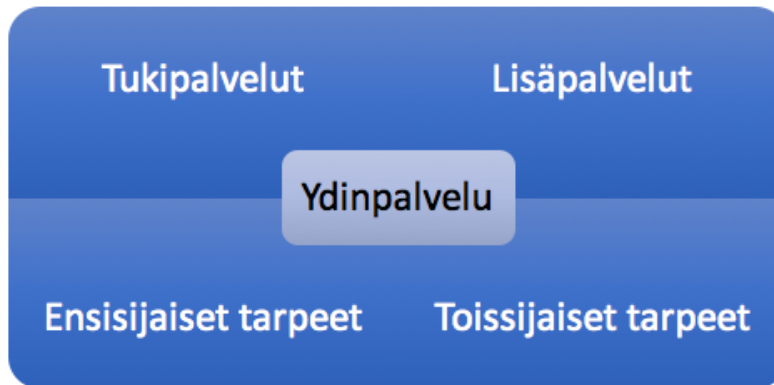 Tukipalvelut
Lisäpalvelut
Ydinpalvelu
Ensisijaiset tarpeet
Toissijaiset tarpeet